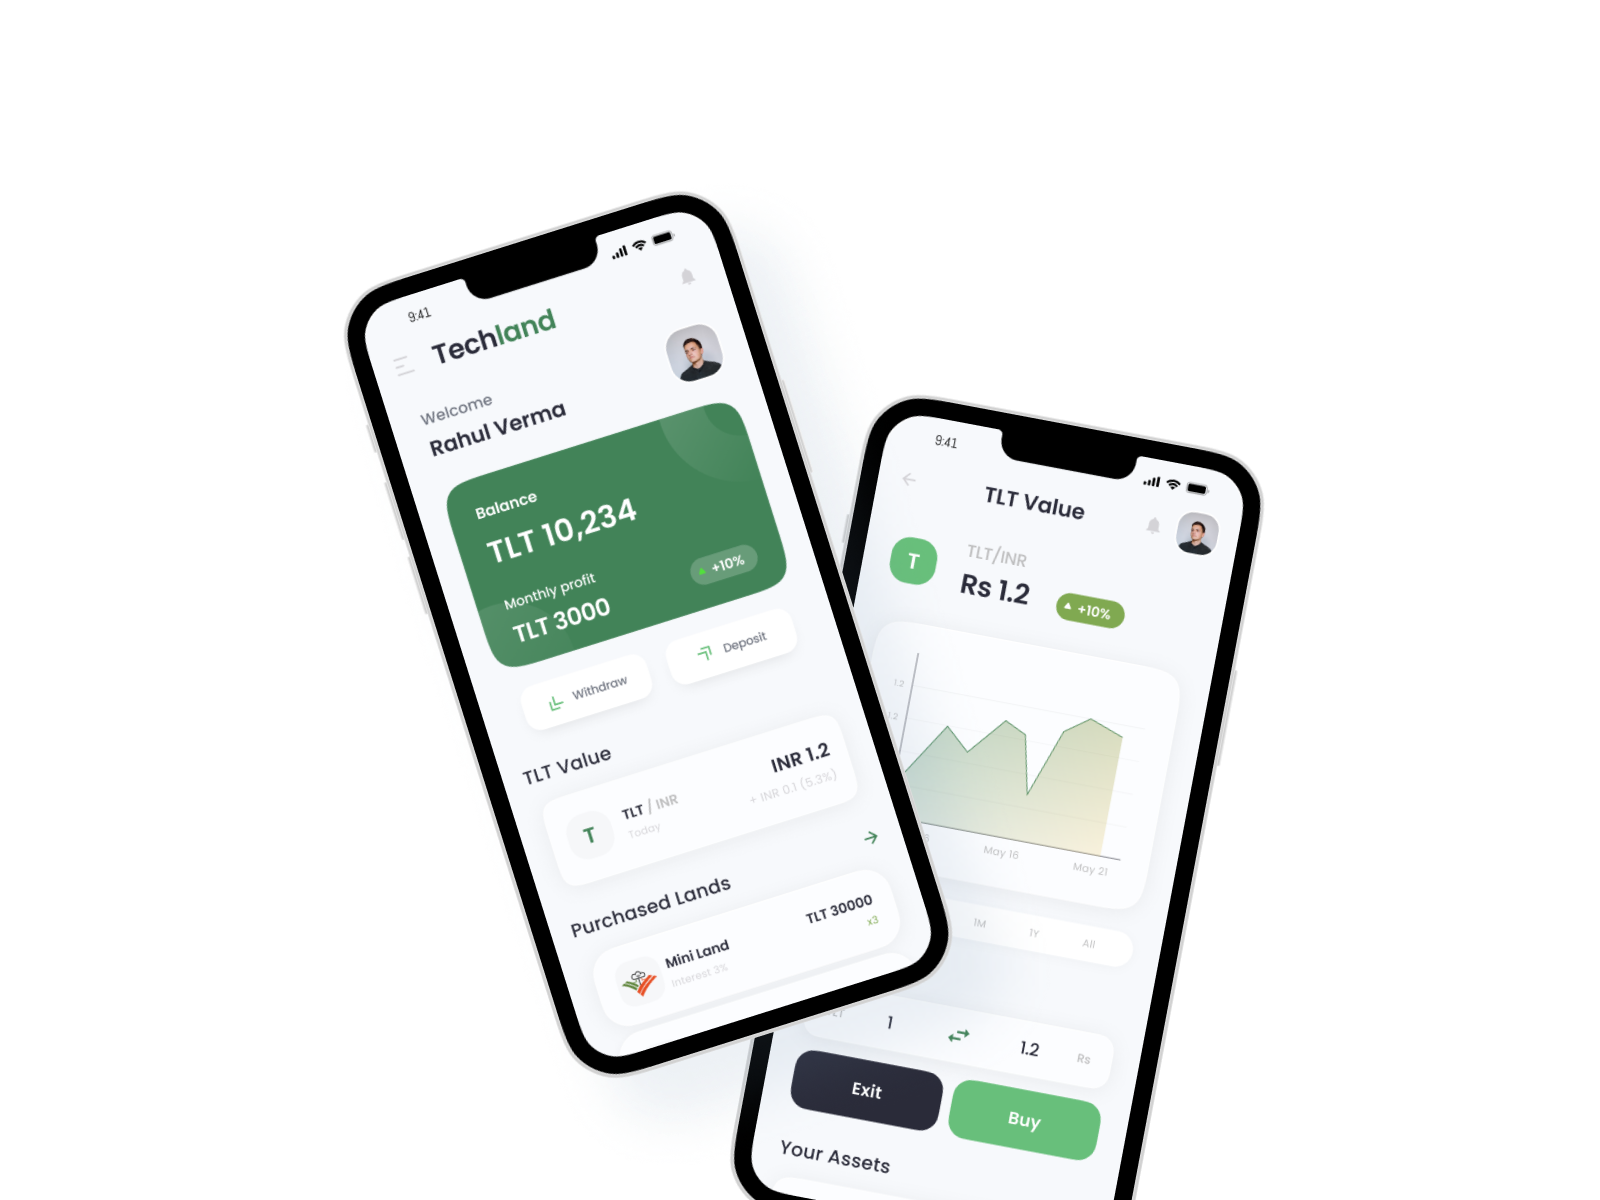 9:41
Techland
Welcome
Rahul Verma
Balance
TLT 10,234
Monthly profit
TLT 3000
+10%
Withdraw
Deposit
TLT Value
T
TLT / INR
Today
INR 1.2
+ INR 0.1 (5.3%)
Purchased Lands
Mini Land
Interest 3%
TLT 30000
x3
9:41
TLT Value
T
TLT/INR
Rs 1.2
+10%
1.2
1.2
May 16
May 21
1M
1Y
All
1
1.2
Rs
Exit
Buy
Your Assets